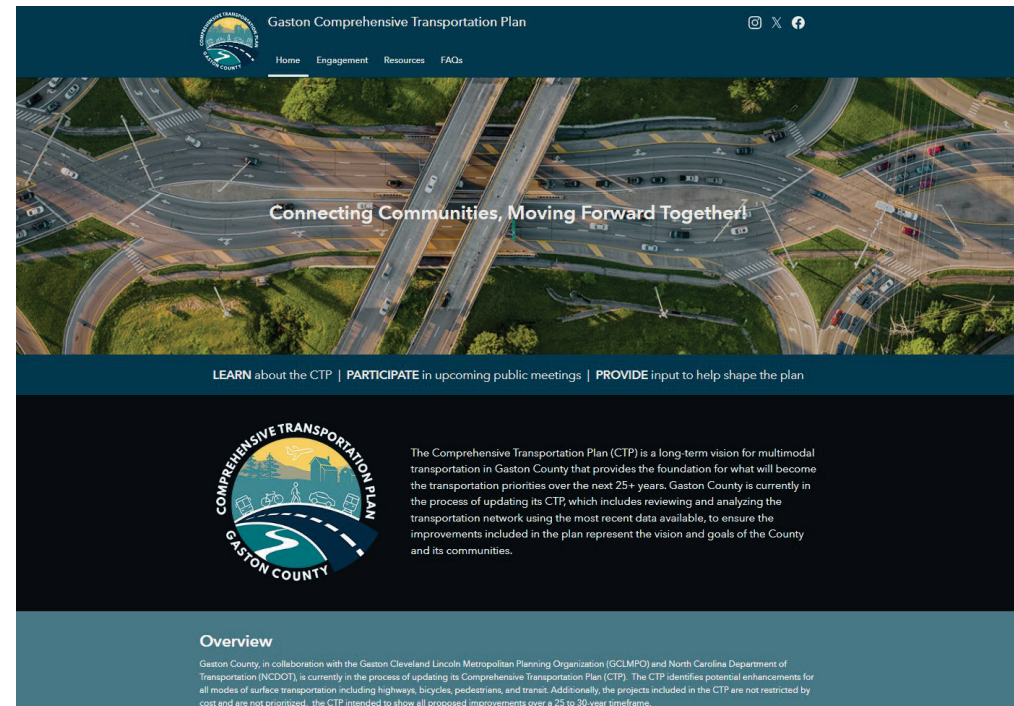 COMPREHENSIVE TRANSPORTATION PLAN
GASTON COUNTY
Gaston Comprehensive Transportation Plan
Home Engagement Resources FAQs
Connecting Communities, Moving Forward Together!
LEARN about the CTP | PARTICIPATE in upcoming public meetings | PROVIDE input to help shape the plan
COMPREHENSIVE TRANSPORTATION PLAN
GASTON COUNTY
The Comprehensive Transportation Plan (CTP) is a long-term vision for multimodal
transportation in Gaston County that provides the foundation for what will become
the transportation priorities over the next 25+ years. Gaston County is currently in
the process of updating its CTP, which includes reviewing and analyzing the
transportation network using the most recent data available, to ensure the
improvements included in the plan represent the vision and goals of the County
and its communities.
Overview
Gaston County, in collaboration with the Gaston Cleveland Lincoln Metropolitan Planning Organization (GCLMPO) and North Carolina Department of
Transportation (NCDOT), is currently in the process of updating its Comprehensive Transportation Plan (CTP). The CTP identifies potential enhancements for
all modes of surface transportation including highways, bicycles, pedestrians, and transit. Additionally, the projects included in the CTP are not restricted by
cost and are not prioritized, the CTP intended to show all proposed improvements over a 25 to 30-year timeframe.